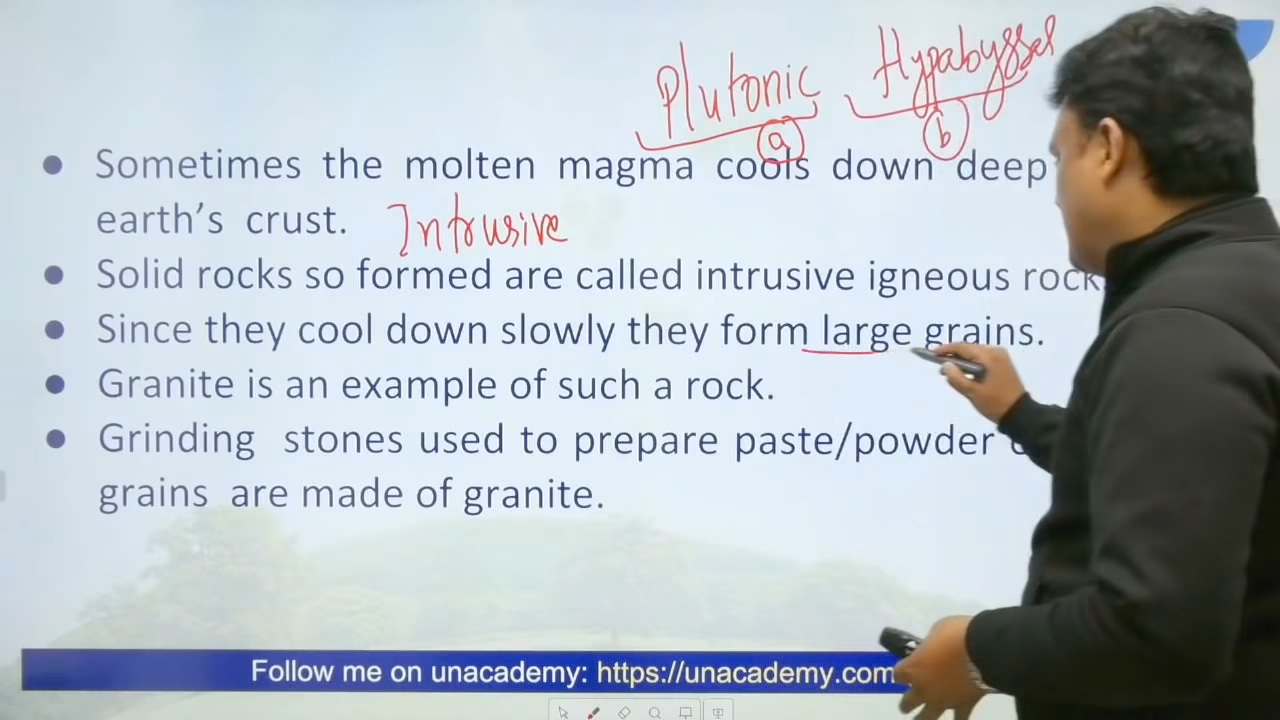 Plutonic Hypabyssal
a b
Sometimes the molten magma cools down deep
earth's crust. Intrusive
Solid rocks so formed are called intrusive igneous rock
Since they cool down slowly they form large grains.
Granite is an example of such a rock.
Grinding stones used to prepare paste/powder
grains are made of granite.
Follow me on unacademy: https://unacademy.com